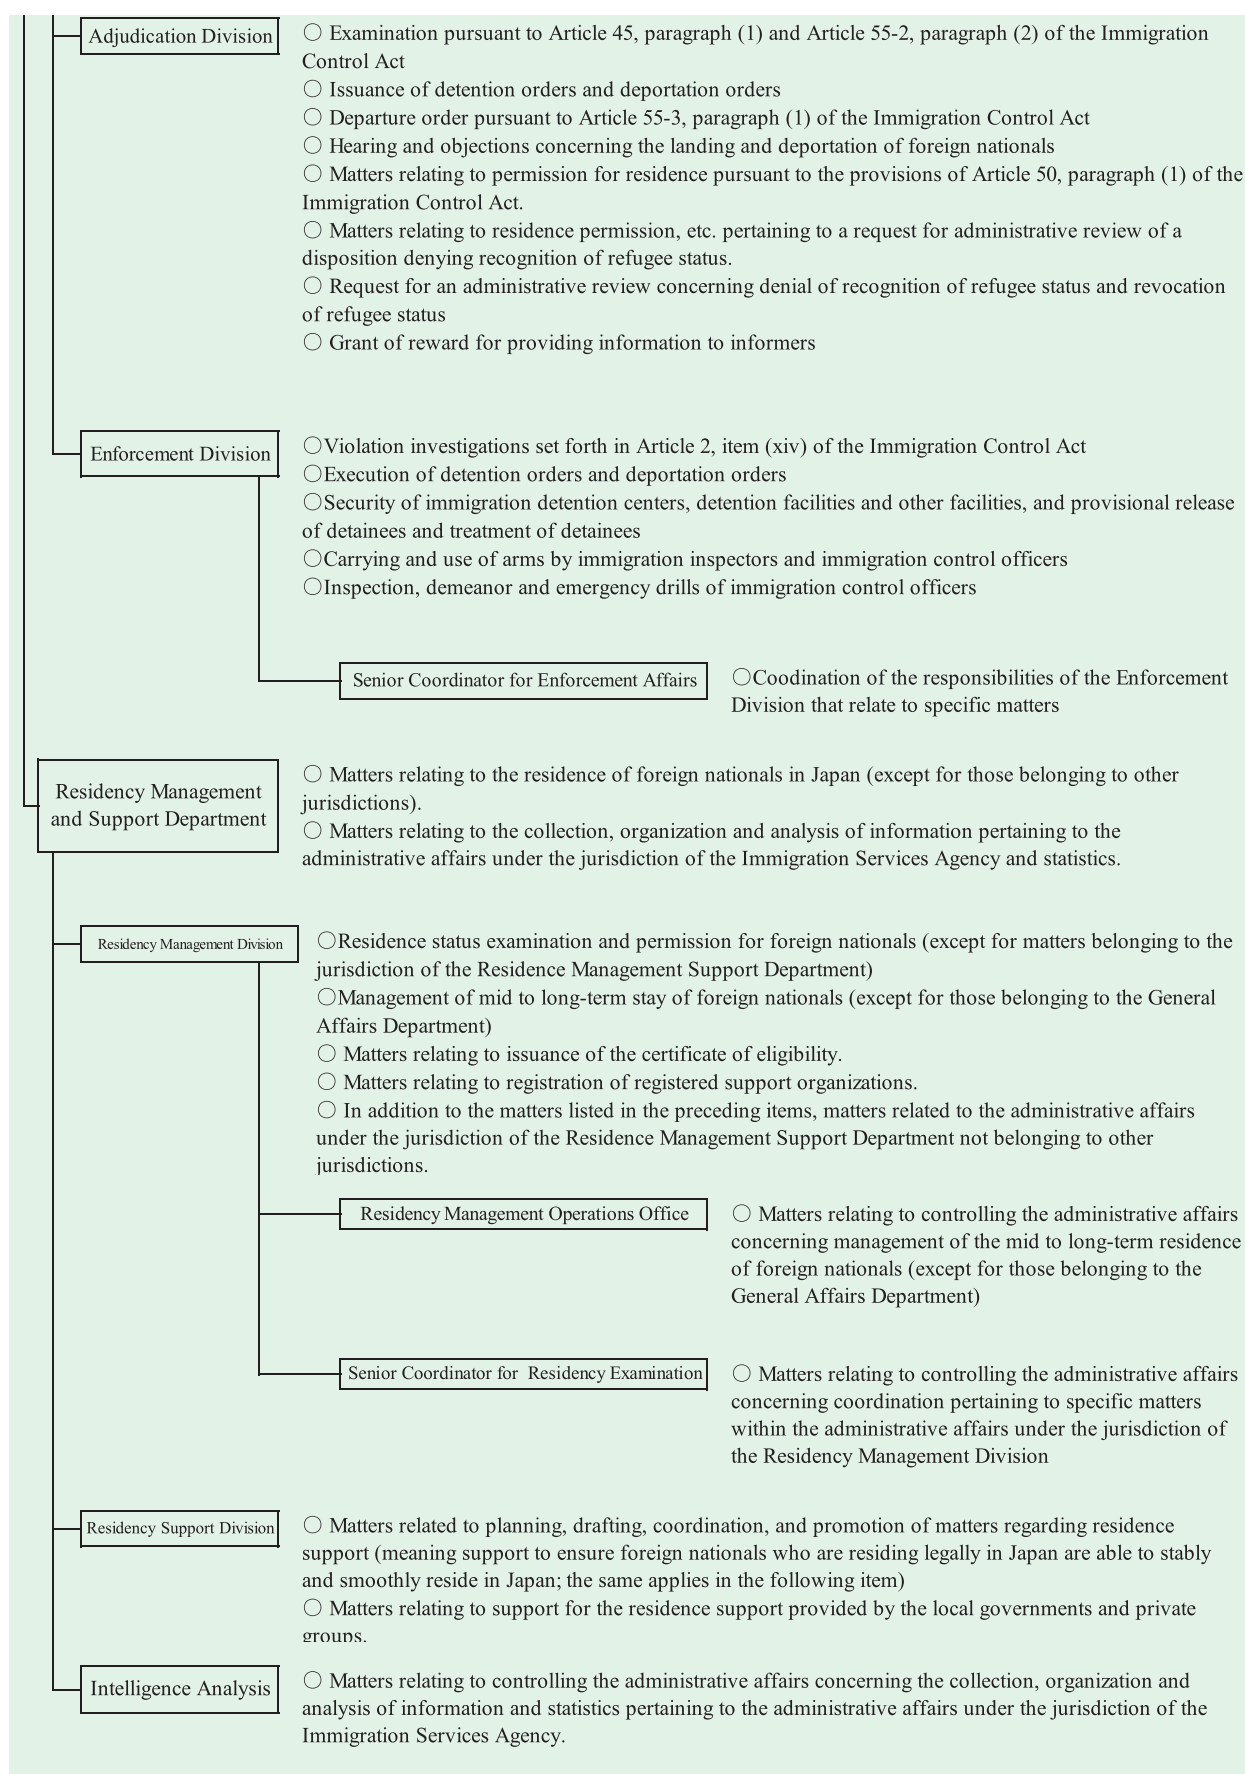 Adjudication Division
○ Examination pursuant to Article 45, paragraph (1) and Article 55-2, paragraph (2) of the Immigration
Control Act
○ Issuance of detention orders and deportation orders
○ Departure order pursuant to Article 55-3, paragraph (1) of the Immigration Control Act
○ Hearing and objections concerning the landing and deportation of foreign nationals
○ Matters relating to permission for residence pursuant to the provisions of Article 50, paragraph (1) of the
Immigration Control Act.
○ Matters relating to residence permission, etc. pertaining to a request for administrative review of a
disposition denying recognition of refugee status.
○ Request for an administrative review concerning denial of recognition of refugee status and revocation
of refugee status
○ Grant of reward for providing information to informers
Enforcement Division
○Violation investigations set forth in Article 2, item (xiv) of the Immigration Control Act
○Execution of detention orders and deportation orders
○Security of immigration detention centers, detention facilities and other facilities, and provisional release
of detainees and treatment of detainees
○Carrying and use of arms by immigration inspectors and immigration control officers
○Inspection, demeanor and emergency drills of immigration control officers
Senior Coordinator for Enforcement Affairs
○Coodination of the responsibilities of the Enforcement
Division that relate to specific matters
Residency Management
and Support Department
○ Matters relating to the residence of foreign nationals in Japan (except for those belonging to other
jurisdictions).
○ Matters relating to the collection, organization and analysis of information pertaining to the
administrative affairs under the jurisdiction of the Immigration Services Agency and statistics.
Residency Management Division
○Residence status examination and permission for foreign nationals (except for matters belonging to the
jurisdiction of the Residence Management Support Department)
○Management of mid to long-term stay of foreign nationals (except for those belonging to the General
Affairs Department)
○ Matters relating to issuance of the certificate of eligibility.
○ Matters relating to registration of registered support organizations.
○ In addition to the matters listed in the preceding items, matters related to the administrative affairs
under the jurisdiction of the Residence Management Support Department not belonging to other
jurisdictions.
Residency Management Operations Office
○ Matters relating to controlling the administrative affairs
concerning management of the mid to long-term residence
of foreign nationals (except for those belonging to the
General Affairs Department)
Senior Coordinator for Residency Examination
○ Matters relating to controlling the administrative affairs
concerning coordination pertaining to specific matters
within the administrative affairs under the jurisdiction of
the Residency Management Division
Residency Support Division
○ Matters related to planning, drafting, coordination, and promotion of matters regarding residence
support (meaning support to ensure foreign nationals who are residing legally in Japan are able to stably
and smoothly reside in Japan; the same applies in the following item)
○ Matters relating to support for the residence support provided by the local governments and private
groups.
Intelligence Analysis
○ Matters relating to controlling the administrative affairs concerning the collection, organization and
analysis of information and statistics pertaining to the administrative affairs under the jurisdiction of the
Immigration Services Agency.